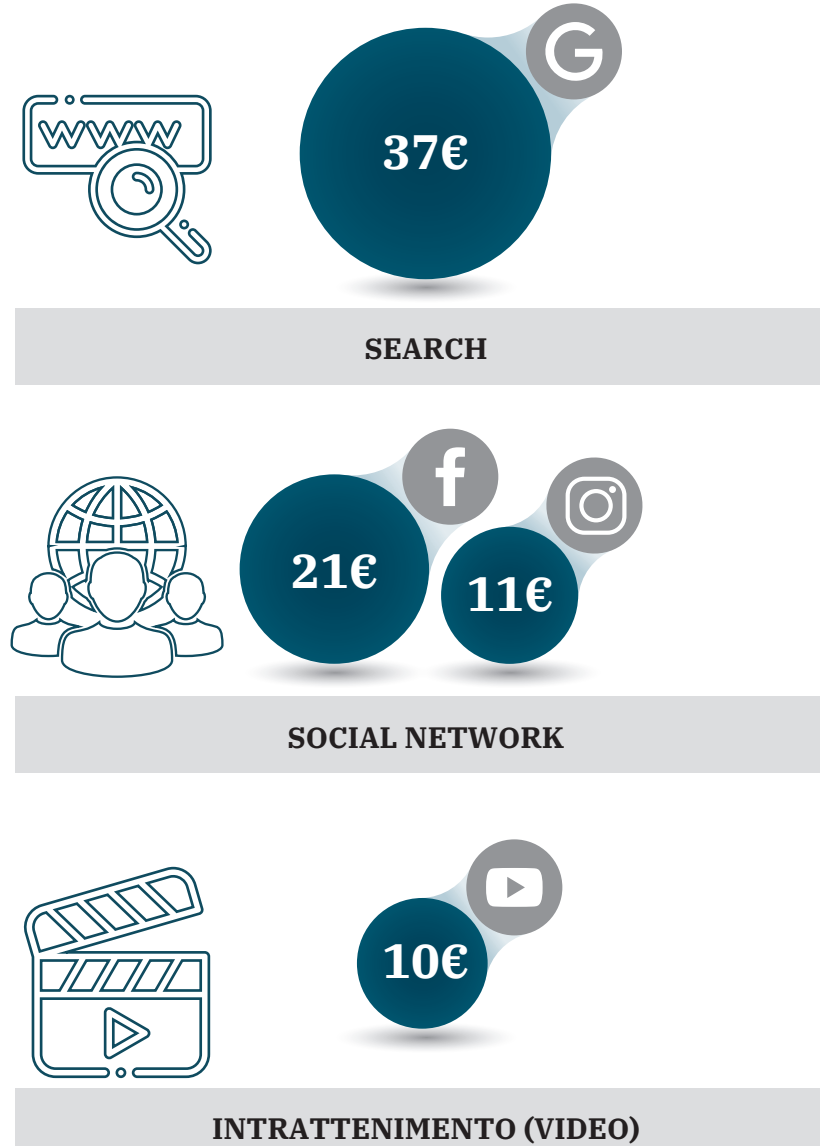 www
37€
SEARCH
21€
11€
SOCIAL NETWORK
10€
INTRATTENIMENTO (VIDEO)